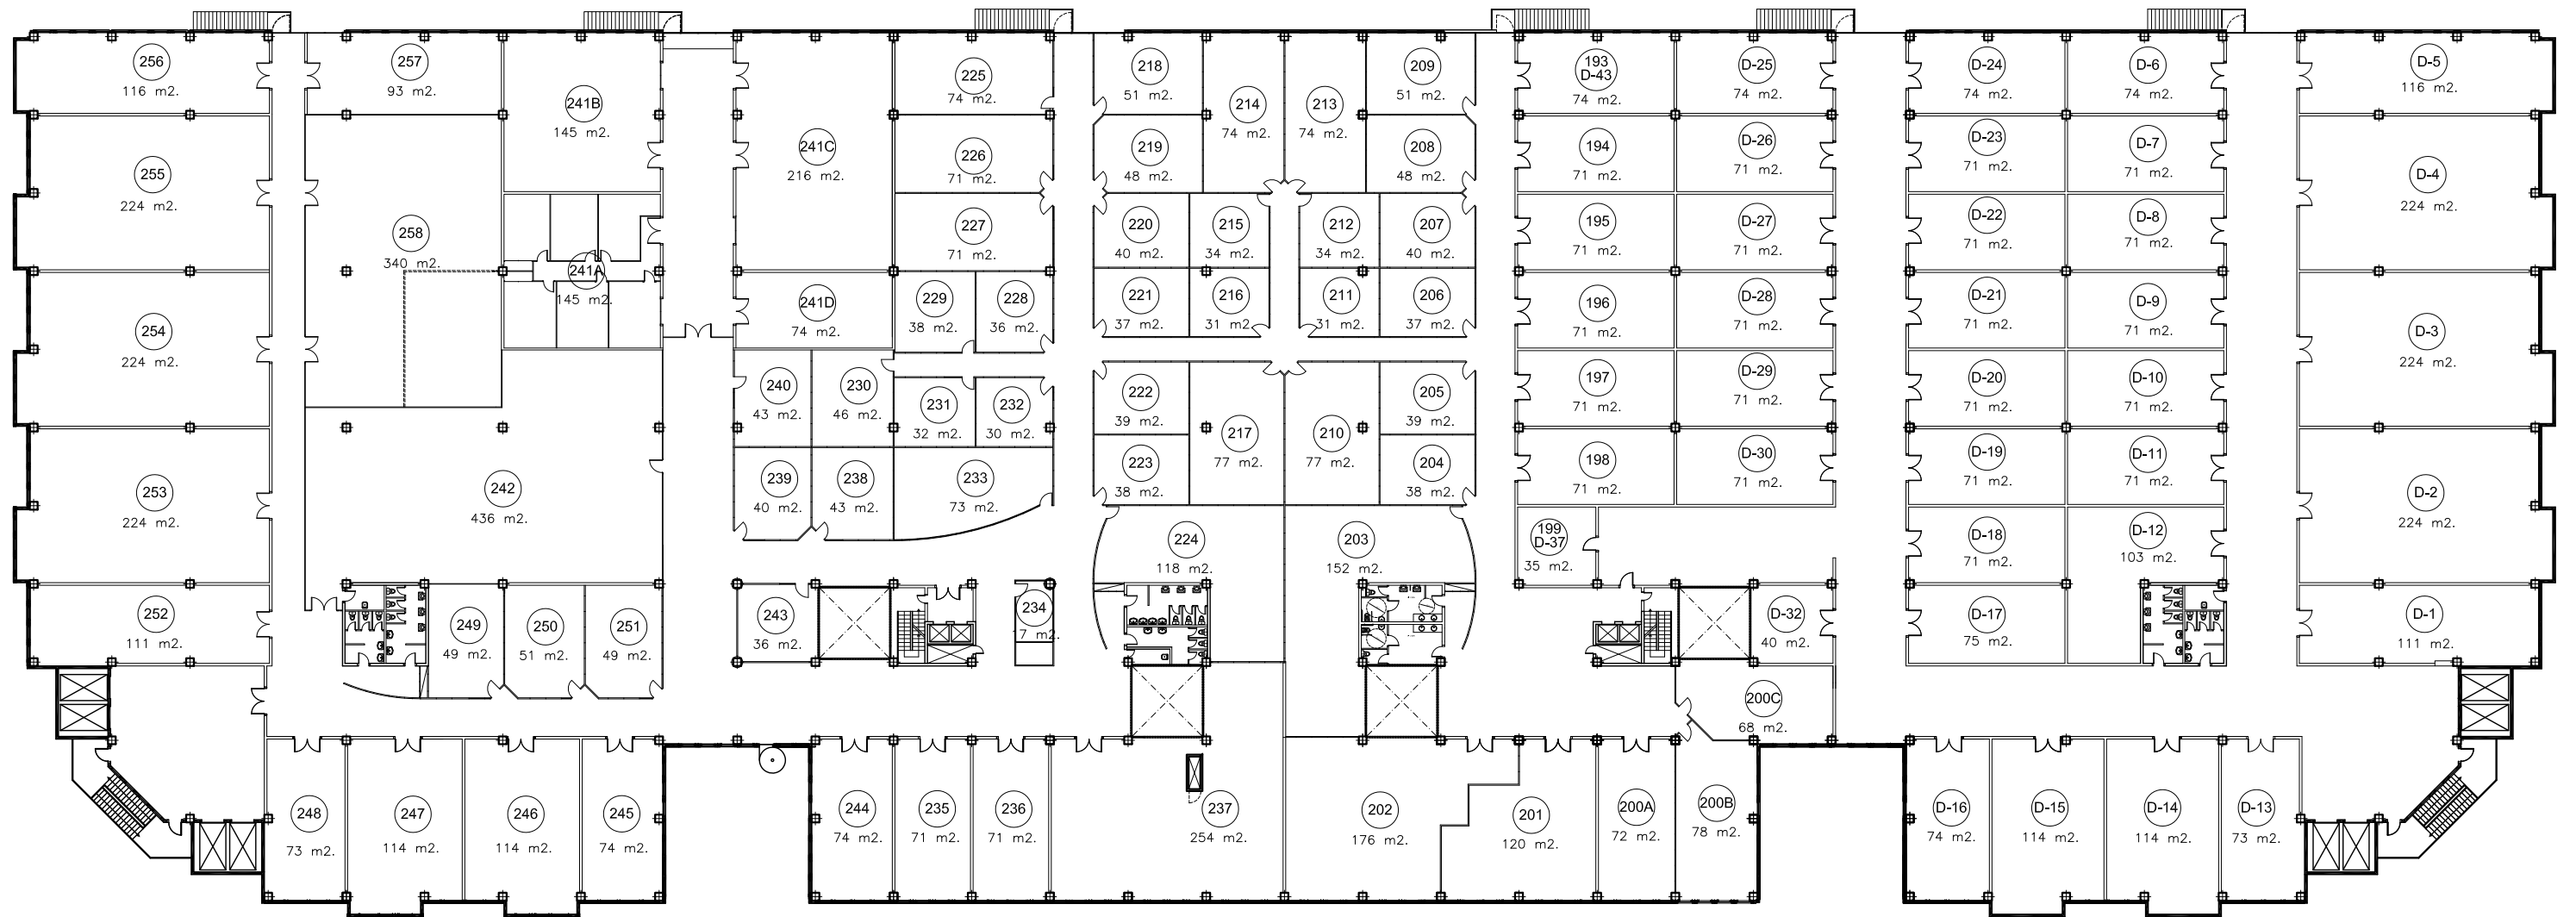 256
116 m2.
257
93 m2.
241B
145 m2.
225
74 m2.
218
51 m2.
214
74 m2.
213
74 m2.
209
51 m2.
193
D-43
74 m2.
D-25
74 m2.
D-24
74 m2.
D-6
74 m2.
D-5
116 m2.
255
224 m2.
241C
216 m2.
226
71 m2.
219
48 m2.
208
48 m2.
194
71 m2.
D-26
71 m2.
D-23
71 m2.
D-7
71 m2.
D-4
224 m2.
258
340 m2.
241A
145 m2.
227
71 m2.
220
40 m2.
215
34 m2.
212
34 m2.
207
40 m2.
195
71 m2.
D-27
71 m2.
D-22
71 m2.
D-8
71 m2.
254
224 m2.
241D
74 m2.
229
38 m2.
228
36 m2.
221
37 m2.
216
31 m2.
211
31 m2.
206
37 m2.
196
71 m2.
D-28
71 m2.
D-21
71 m2.
D-9
71 m2.
D-3
224 m2.
240
43 m2.
230
46 m2.
231
32 m2.
232
30 m2.
222
39 m2.
217
77 m2.
210
77 m2.
205
39 m2.
197
71 m2.
D-29
71 m2.
D-20
71 m2.
D-10
71 m2.
253
224 m2.
242
436 m2.
239
40 m2.
238
43 m2.
233
73 m2.
223
38 m2.
204
38 m2.
198
71 m2.
D-30
71 m2.
D-19
71 m2.
D-11
71 m2.
D-2
224 m2.
224
118 m2.
203
152 m2.
199
D-37
35 m2.
D-18
71 m2.
D-12
103 m2.
252
111 m2.
249
49 m2.
250
51 m2.
251
49 m2.
243
36 m2.
234
7 m2.
D-32
40 m2.
D-17
75 m2.
D-1
111 m2.
200C
68 m2.
248
73 m2.
247
114 m2.
246
114 m2.
245
74 m2.
244
74 m2.
235
71 m2.
236
71 m2.
237
254 m2.
202
176 m2.
201
120 m2.
200A
72 m2.
200B
78 m2.
D-16
74 m2.
D-15
114 m2.
D-14
114 m2.
D-13
73 m2.